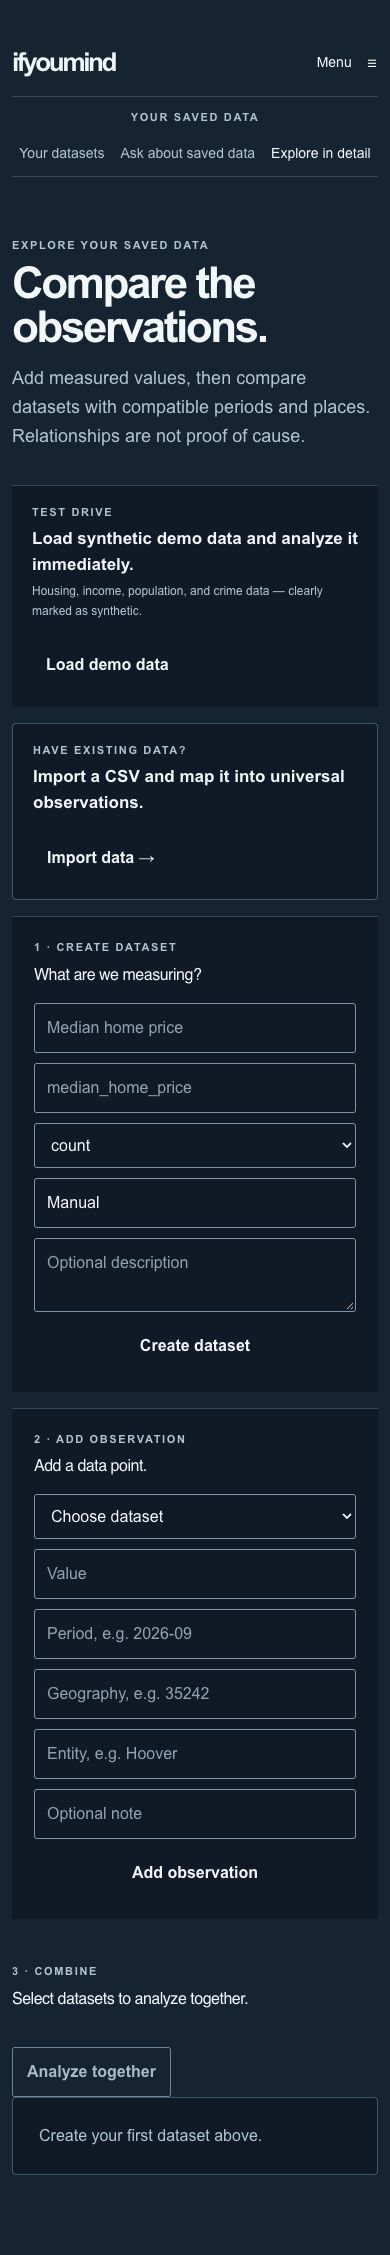 ifyoumind
Menu ≡
YOUR SAVED DATA
Your datasets Ask about saved data Explore in detail
EXPLORE YOUR SAVED DATA
Compare the
observations.
Add measured values, then compare
datasets with compatible periods and places.
Relationships are not proof of cause.
TEST DRIVE
Load synthetic demo data and analyze it
immediately.
Housing, income, population, and crime data — clearly
marked as synthetic.
Load demo data
HAVE EXISTING DATA?
Import a CSV and map it into universal
observations.
Import data →
1 · CREATE DATASET
What are we measuring?
Median home price
median_home_price
count
Manual
Optional description
Create dataset
2 · ADD OBSERVATION
Add a data point.
Choose dataset
Value
Period, e.g. 2026-09
Geography, e.g. 35242
Entity, e.g. Hoover
Optional note
Add observation
3 · COMBINE
Select datasets to analyze together.
Analyze together
Create your first dataset above.